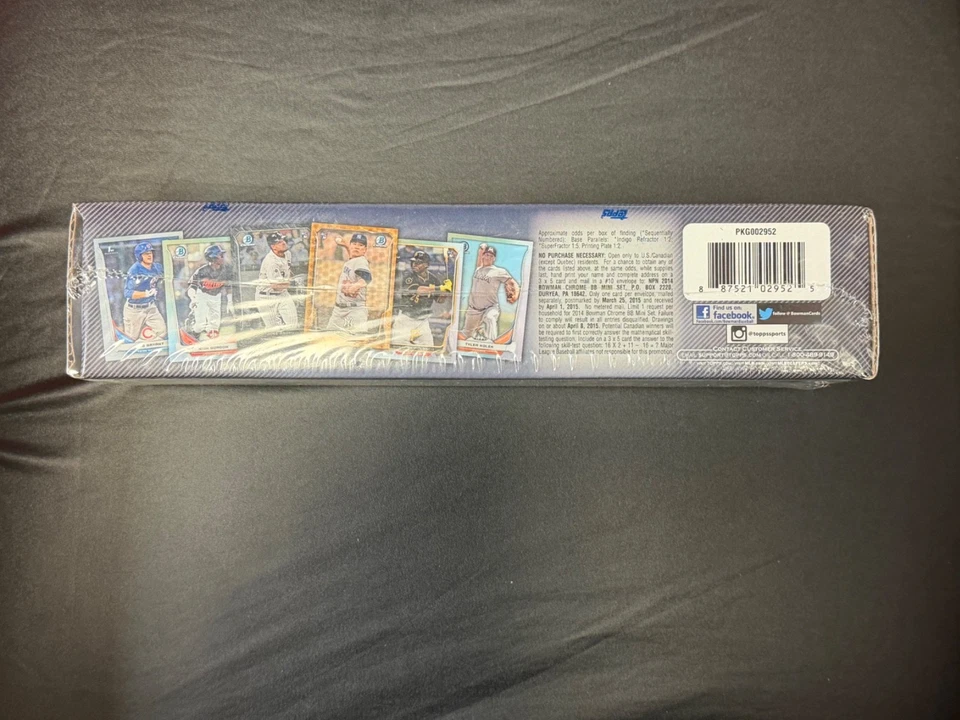 topps
topps
Approximate odds per box of finding (*Sequentially
Numbered): Base Parallels: *Indigo Refractor 1:2,
*SuperFractor 1:5, Printing Plate 1:2.
NO PURCHASE NECESSARY: Open only to U.S./Canadian
(except Quebec) residents. For a chance to obtain any of
the cards listed above, at the same odds, while supplies
last, hand print your name and complete address on a
3 x 5 card and mail in a #10 envelope to: NPN 2014
BOWMAN CHROME BB MINI SET, P.O. BOX 7270,
DURYEA, PA 18642. Only one card per envelope, mailed
separately, postmarked by March 25, 2015 and received
by April 1, 2015. No metered mail. Limit 1 request per
household for 2014 Bowman Chrome BB Mini Set. Failure
to comply will result in all entries disqualified. Drawings
on or about April 8, 2015. Potential Canadian winners will
be required to first correctly answer the mathematical skill-
testing question. Include on a 3 x 5 card the answer to the
following skill-test question:
League Baseball affiliates not responsible for this promotion.
PKG002952
8 87521 02952 5
Find us on:
facebook.
follow @BowmanCards
@toppssports
CONTACT CUSTOMER SERVICE
TYLER KOLEK